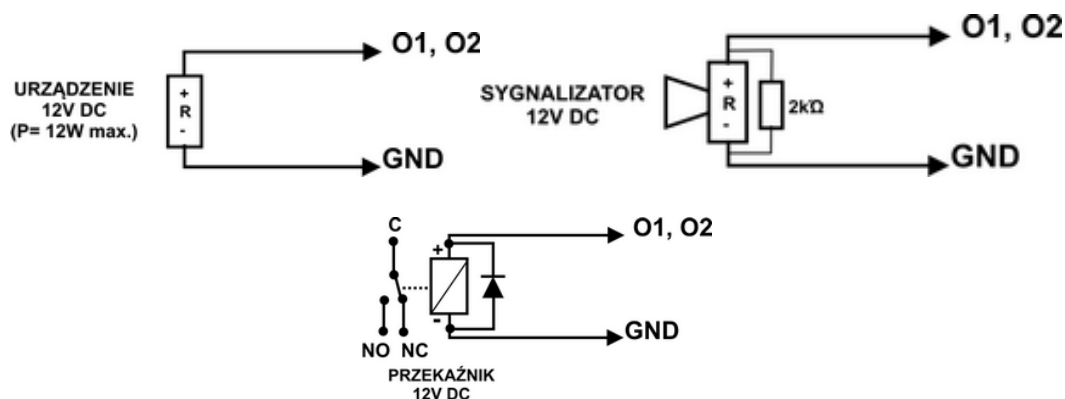 O1, O2
URZĄDZENIE
12V DC
(P= 12W max.)
+
R
-
GND
O1, O2
SYGNALIZATOR
12V DC
+
R
-
2kΩ
GND
O1, O2
C
+
-
GND
NO NC
PRZEKAŹNIK
12V DC